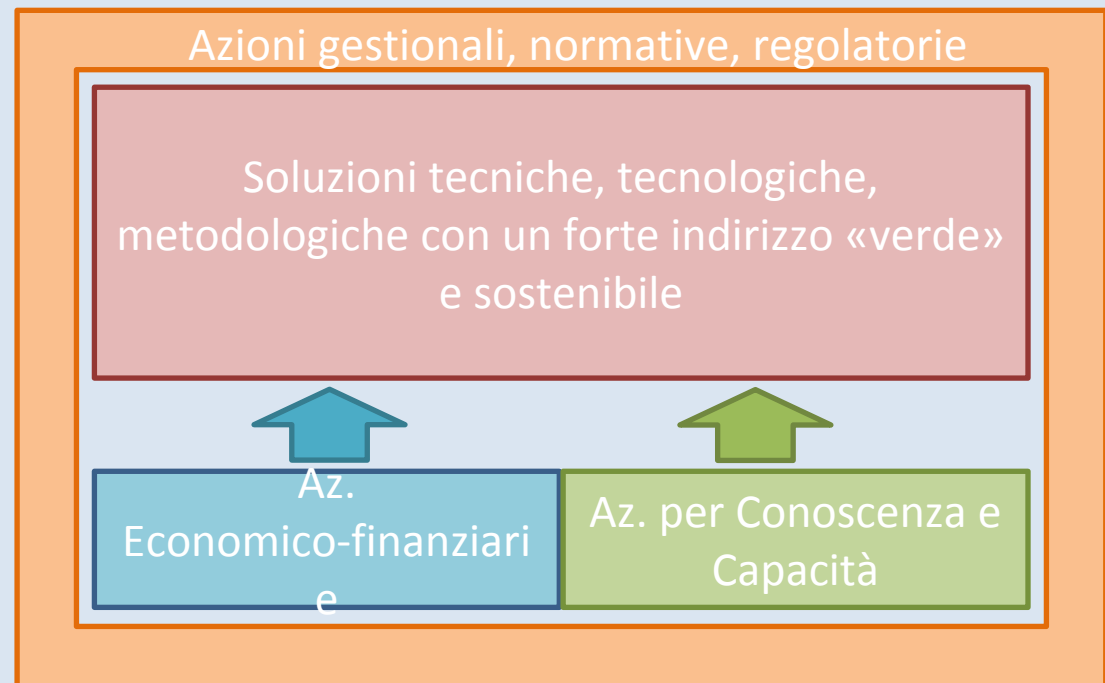 Azioni gestionali, normative, regolatorie
Soluzioni tecniche, tecnologiche,
metodologiche con un forte indirizzo «verde»
e sostenibile
Az.
Economico-finanziari
e
Az. per Conoscenza e
Capacità